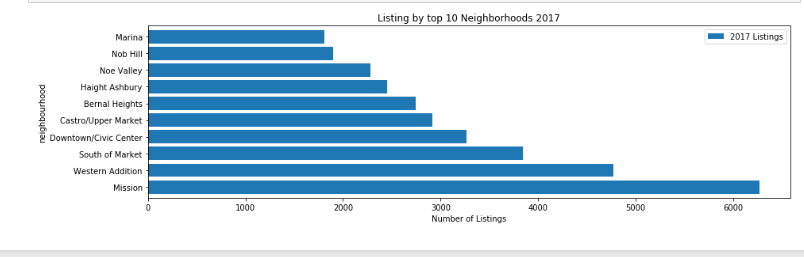 Listing by top 10 Neighborhoods 2017
2017 Listings
neighbourhood
Marina
Nob Hill
Noe Valley
Haight Ashbury
Bernal Heights
Castro/Upper Market
Downtown/Civic Center
South of Market
Western Addition
Mission
0 1000 2000 3000 4000 5000 6000
Number of Listings